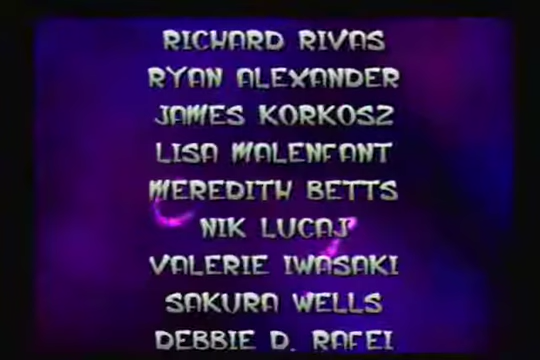 RICHARD RIVAS
RYAN ALEXANDER
JAMES KORKOSZ
LISA MALENFANT
MEREDITH BETTS
NIK LUCAJ
VALERIE IWASAKI
SAKURA WELLS
DEBBIE D. RAFEI